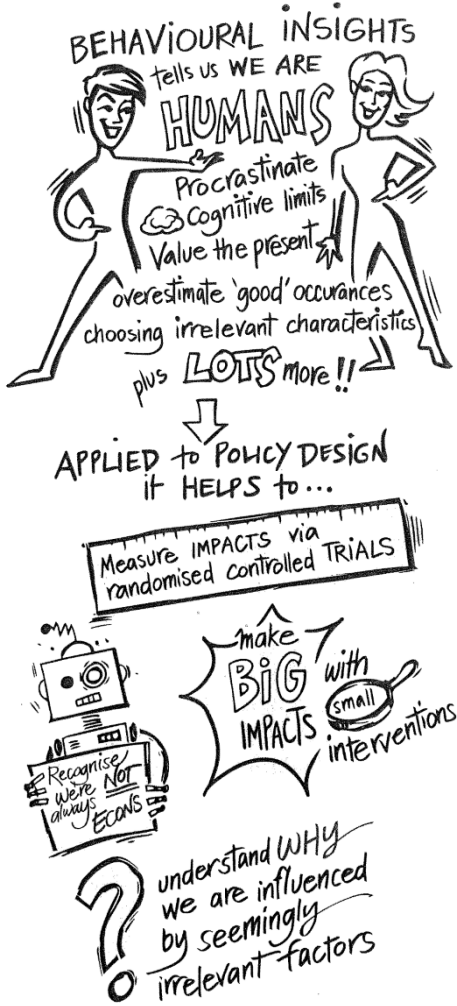 BEHAVIOURAL INSIGHTS
tells us WE ARE
HUMANS
Procrastinate
Cognitive limits
Value the present
overestimate 'good' occurances
choosing irrelevant characteristics
plus LOTS more!!
APPLIED to POLICY DESIGN
it HELPS to...
Measure IMPACTS via
randomised controlled TRIALS
make
BIG
IMPACTS
with
small
interventions
Recognise
we're NOT
always
ECONS
?
understand WHY
we are influenced
by seemingly
irrelevant factors